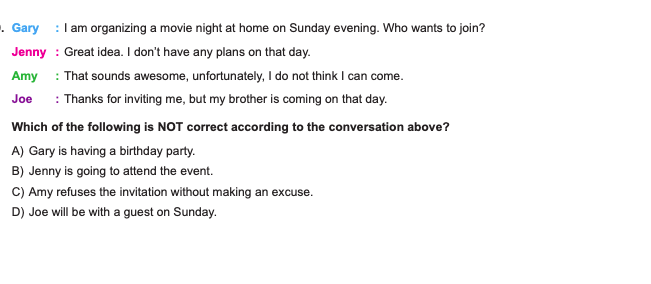 . Gary : I am organizing a movie night at home on Sunday evening. Who wants to join?
Jenny : Great idea. I don't have any plans on that day.
Amy : That sounds awesome, unfortunately, I do not think I can come.
Joe : Thanks for inviting me, but my brother is coming on that day.
Which of the following is NOT correct according to the conversation above?
A) Gary is having a birthday party.
B) Jenny is going to attend the event.
C) Amy refuses the invitation without making an excuse.
D) Joe will be with a guest on Sunday.